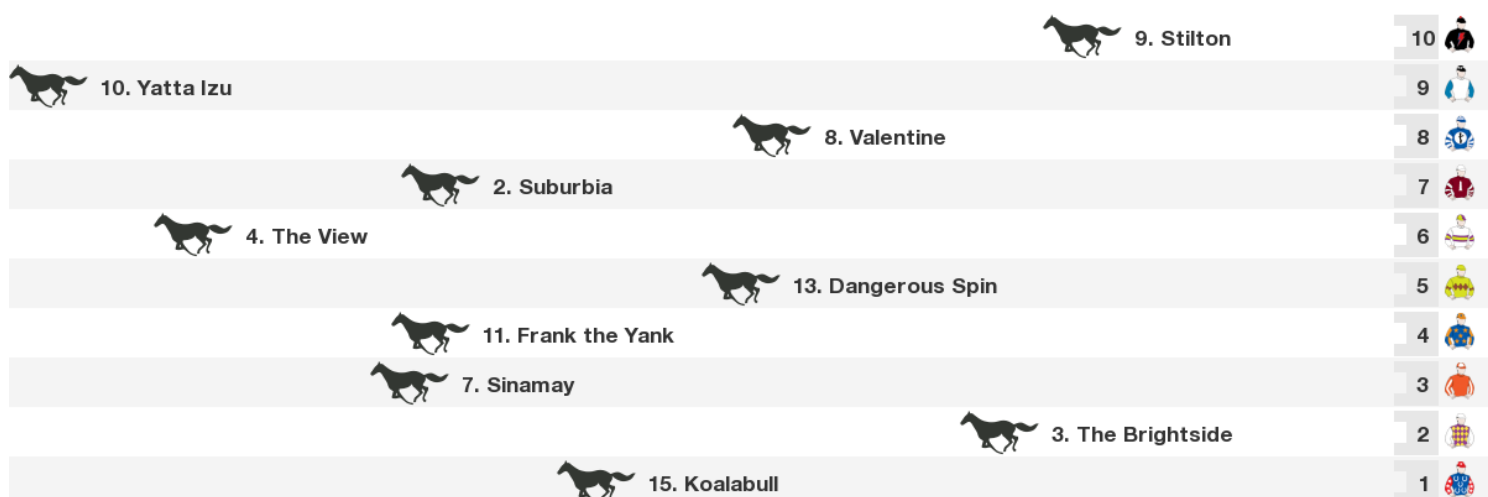 9. Stilton 10
10. Yatta Izu 9
8. Valentine 8
2. Suburbia 7
4. The View 6
13. Dangerous Spin 5
11. Frank the Yank 4
7. Sinamay 3
3. The Brightside 2
15. Koalabull 1